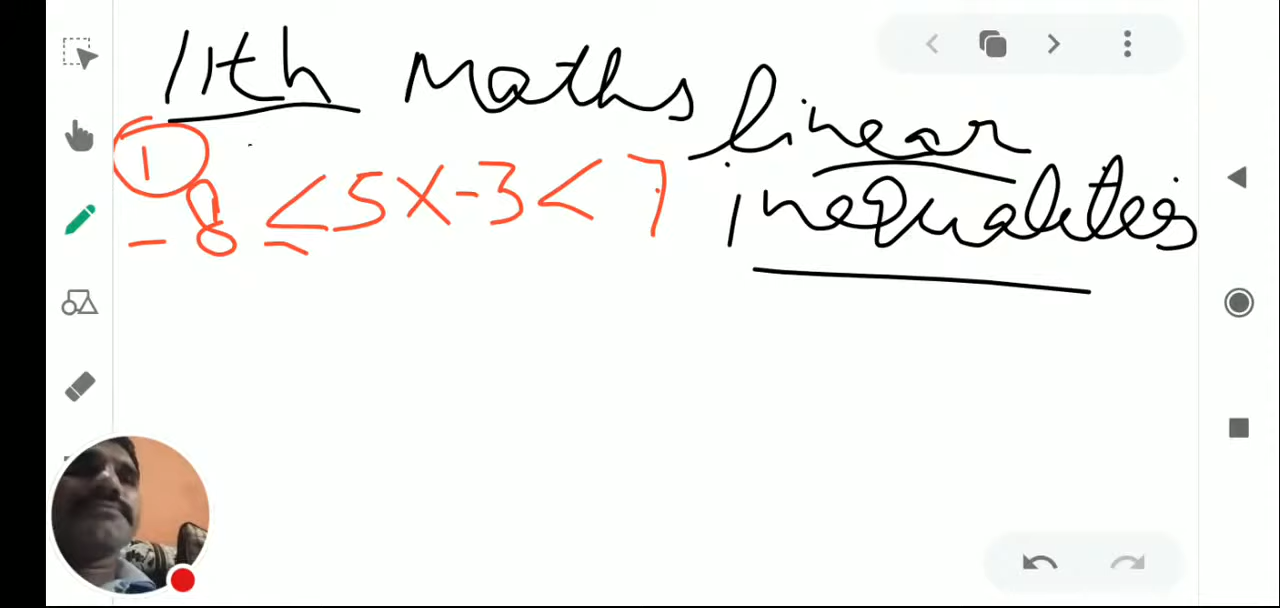 11th Maths linear
inequalities
1
-8 ≤ 5x-3 < 7